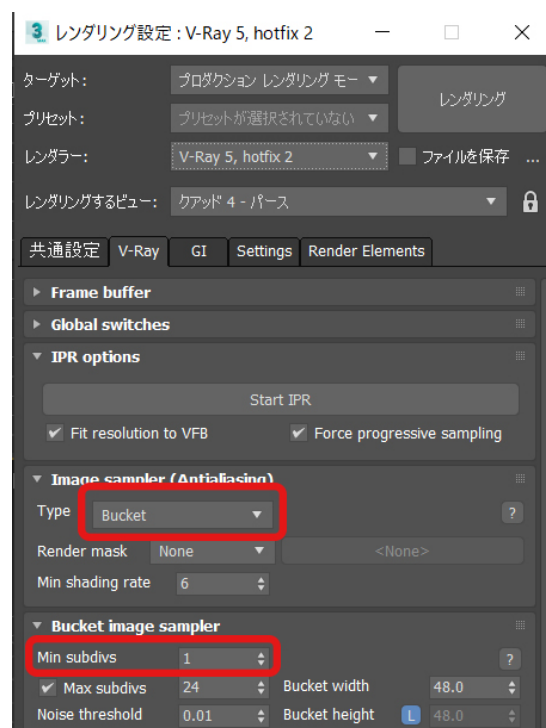 3 レンダリング設定 : V-Ray 5, hotfix 2
ターゲット: プロダクション レンダリング モー
レンダリング
プリセット: プリセットが選択されていない
レンダラー: V-Ray 5, hotfix 2 ファイルを保存 ...
レンダリングするビュー: クアッド 4 - パース
共通設定 V-Ray GI Settings Render Elements
Frame buffer
Global switches
IPR options
Start IPR
Fit resolution to VFB Force progressive sampling
Image sampler (Antialiasing)
Type Bucket ?
Render mask None <None>
Min shading rate 6
Bucket image sampler
Min subdivs 1 ?
Max subdivs 24 Bucket width 48.0
Noise threshold 0.01 Bucket height L 48.0